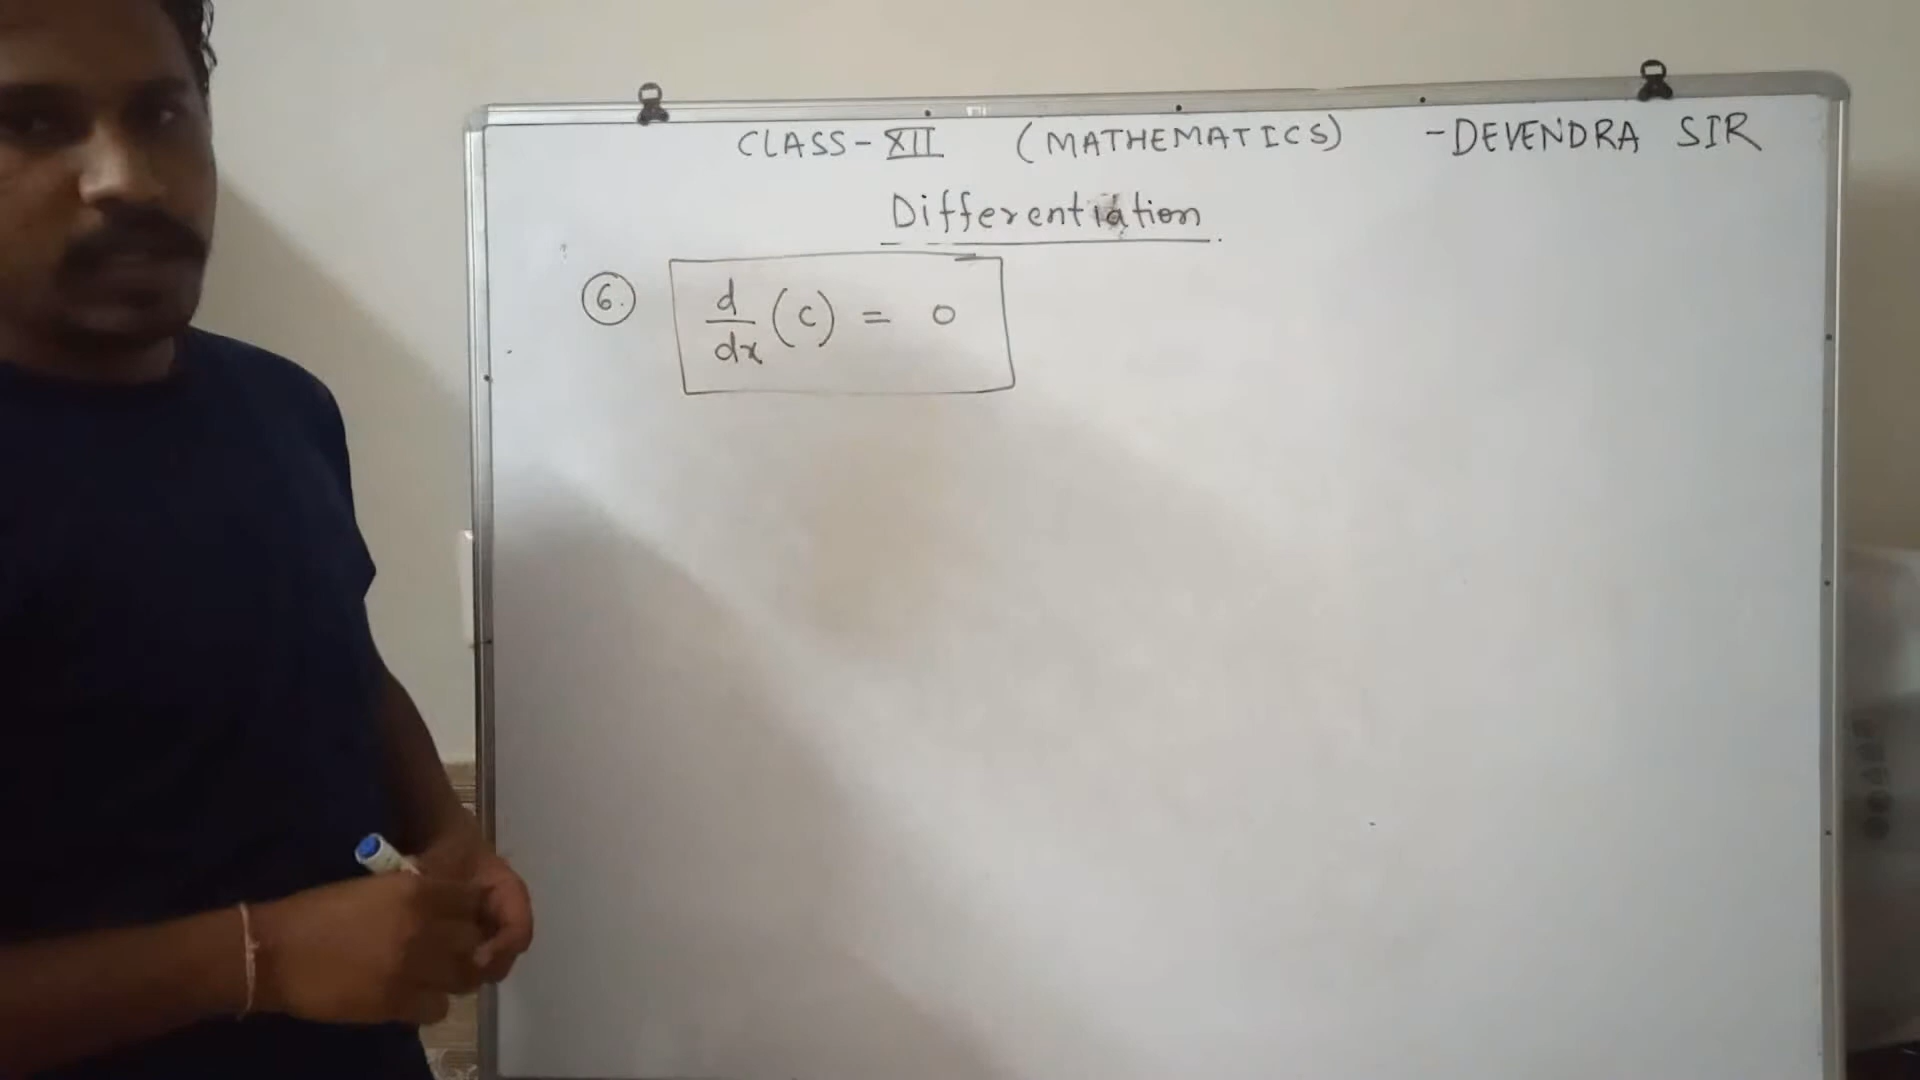 CLASS-XII (MATHEMATICS) -DEVENDRA SIR
Differentiation.
6. d/dx (c) = 0